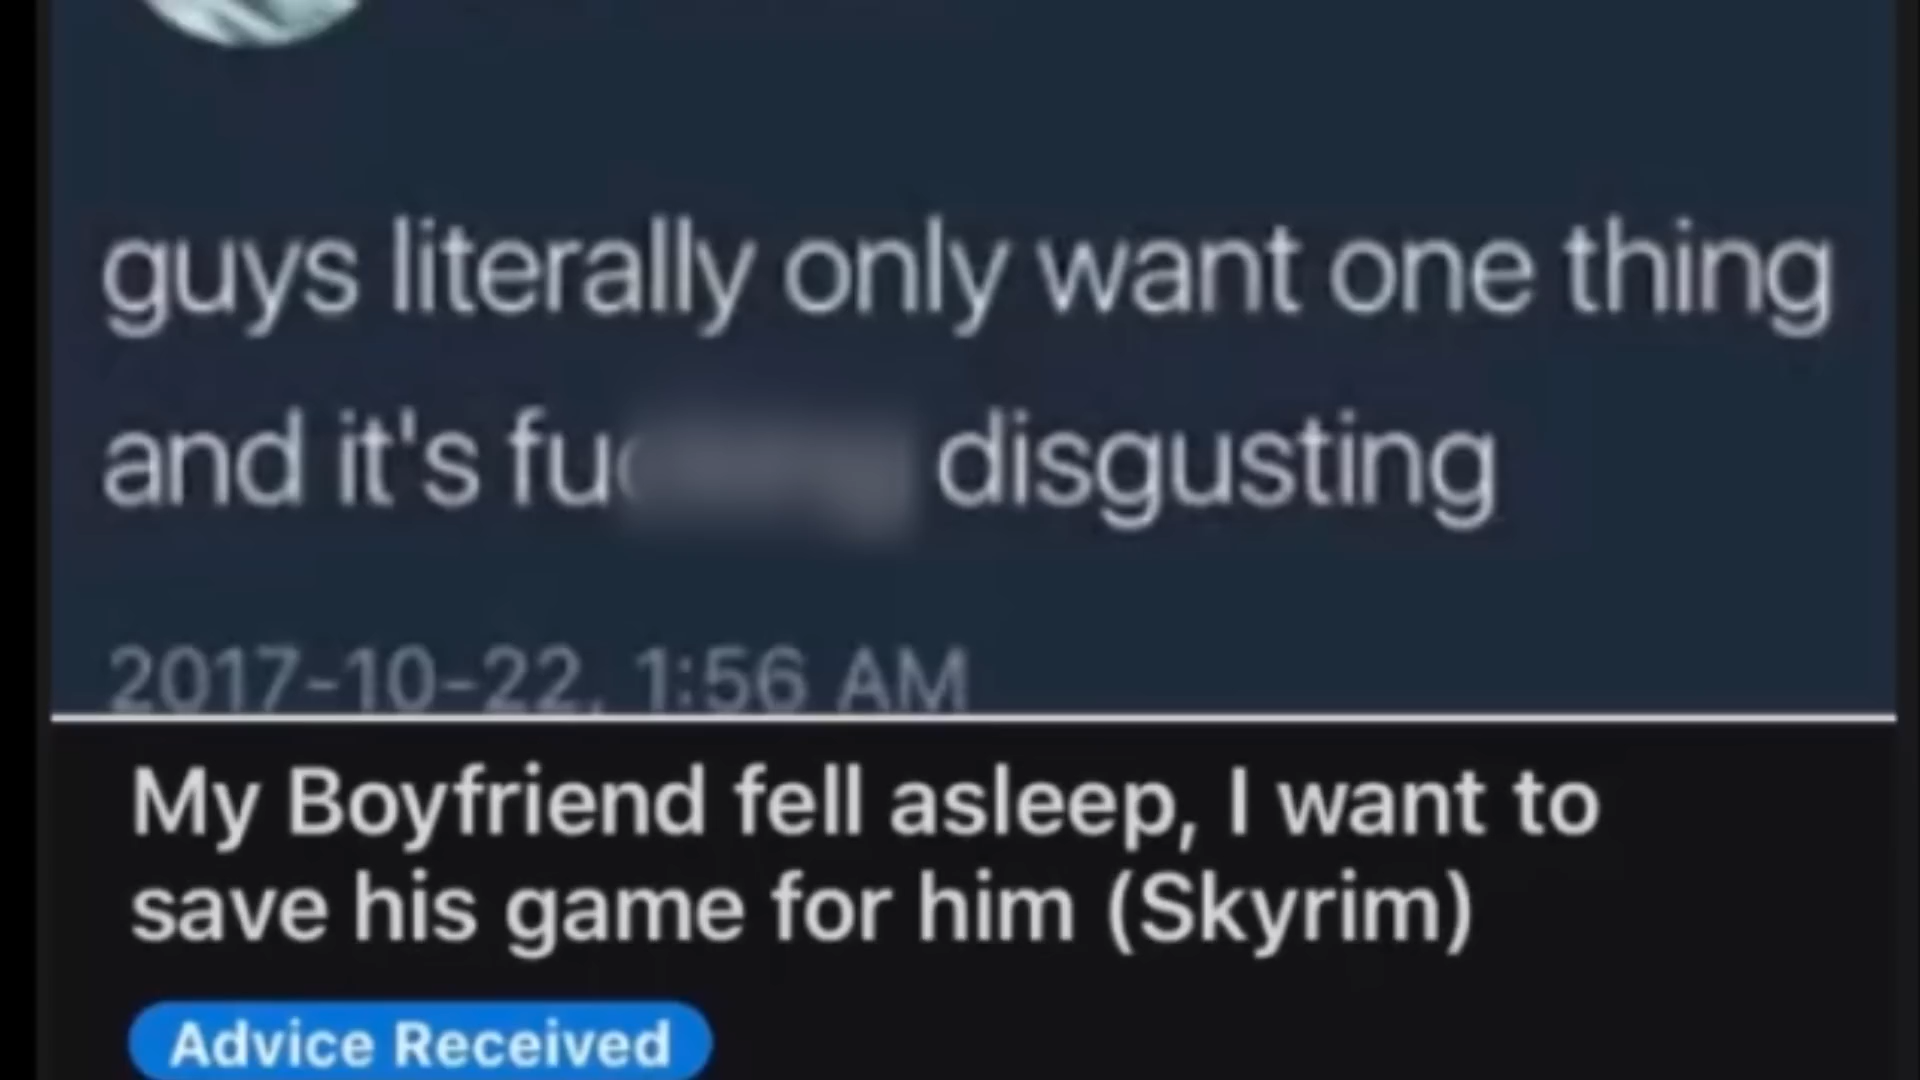 guys literally only want one thing
and it's fu disgusting
2017-10-22, 1:56 AM
My Boyfriend fell asleep, I want to
save his game for him (Skyrim)
Advice Received